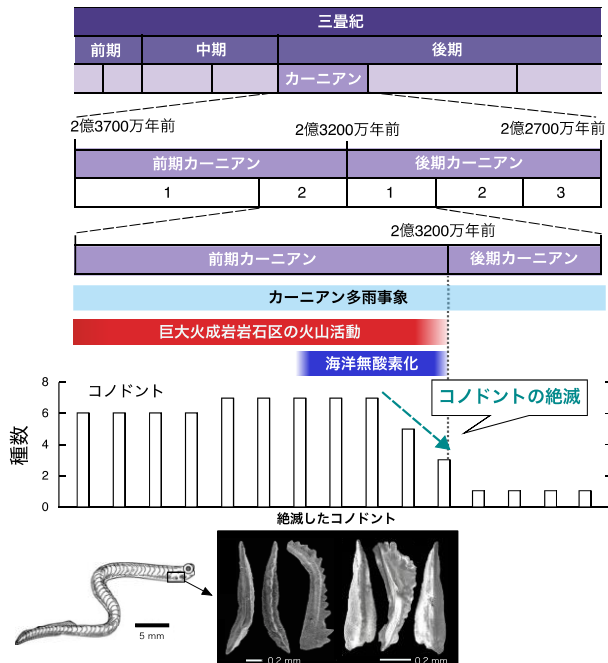 三畳紀
前期 中期 後期
カーニアン
2億3700万年前 2億3200万年前 2億2700万年前
前期カーニアン 後期カーニアン
1 2 1 2 3
2億3200万年前
前期カーニアン 後期カーニアン
カーニアン多雨事象
巨大火成岩岩石区の火山活動
海洋無酸素化
コノドント
コノドントの絶滅
種数
8
6
4
2
0
絶滅したコノドント
5 mm
0.2 mm 0.2 mm